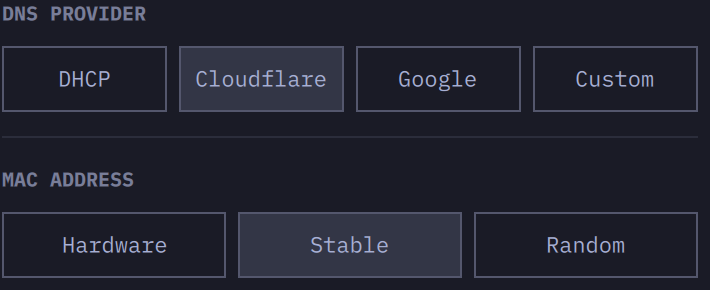 DNS PROVIDER
DHCP Cloudflare Google Custom
MAC ADDRESS
Hardware Stable Random